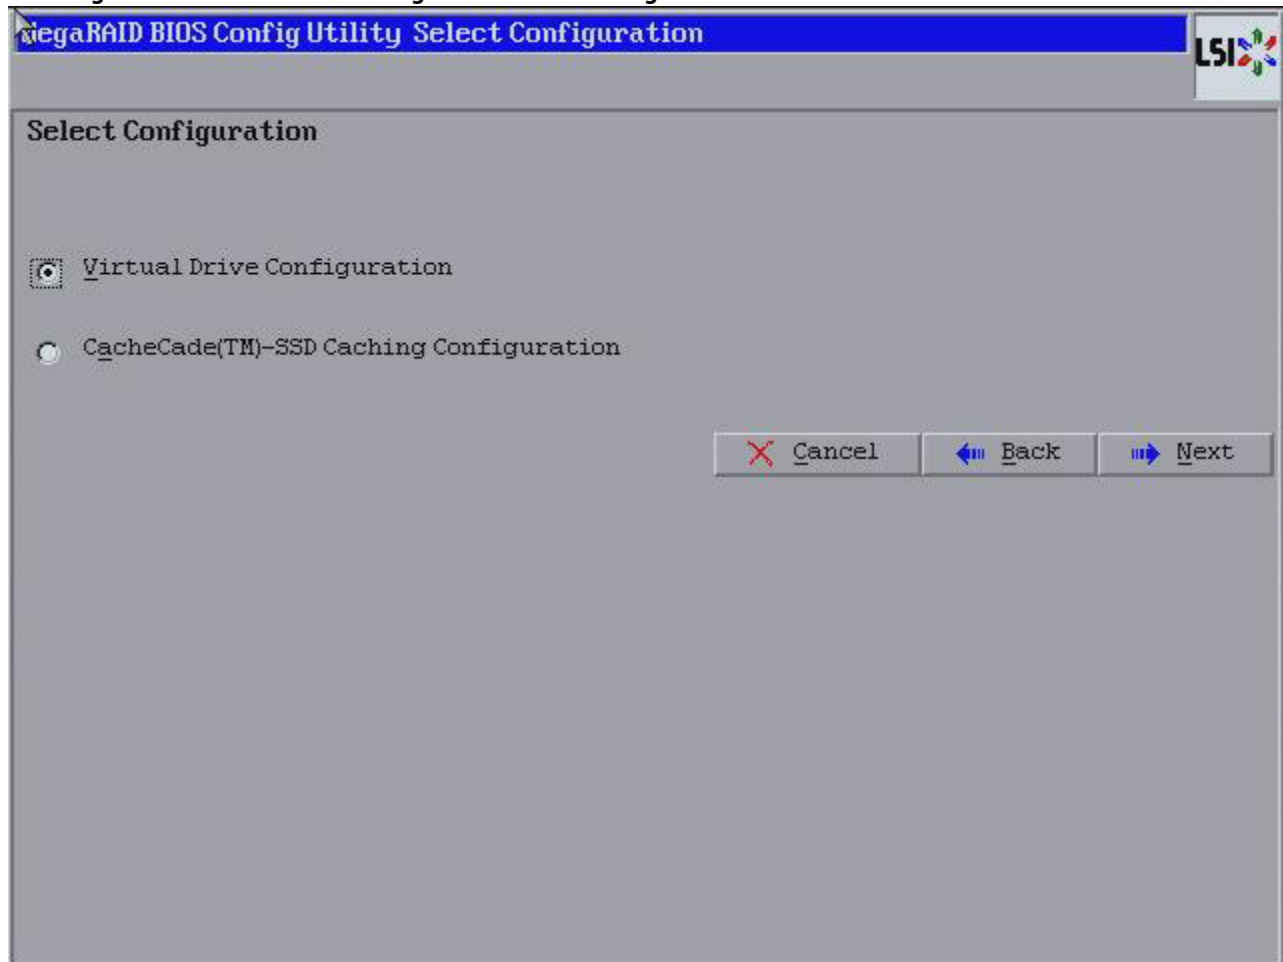 MegaRAID BIOS Config Utility Select Configuration
LSI
Select Configuration
Virtual Drive Configuration
CacheCade(TM)-SSD Caching Configuration
Cancel
Back
Next